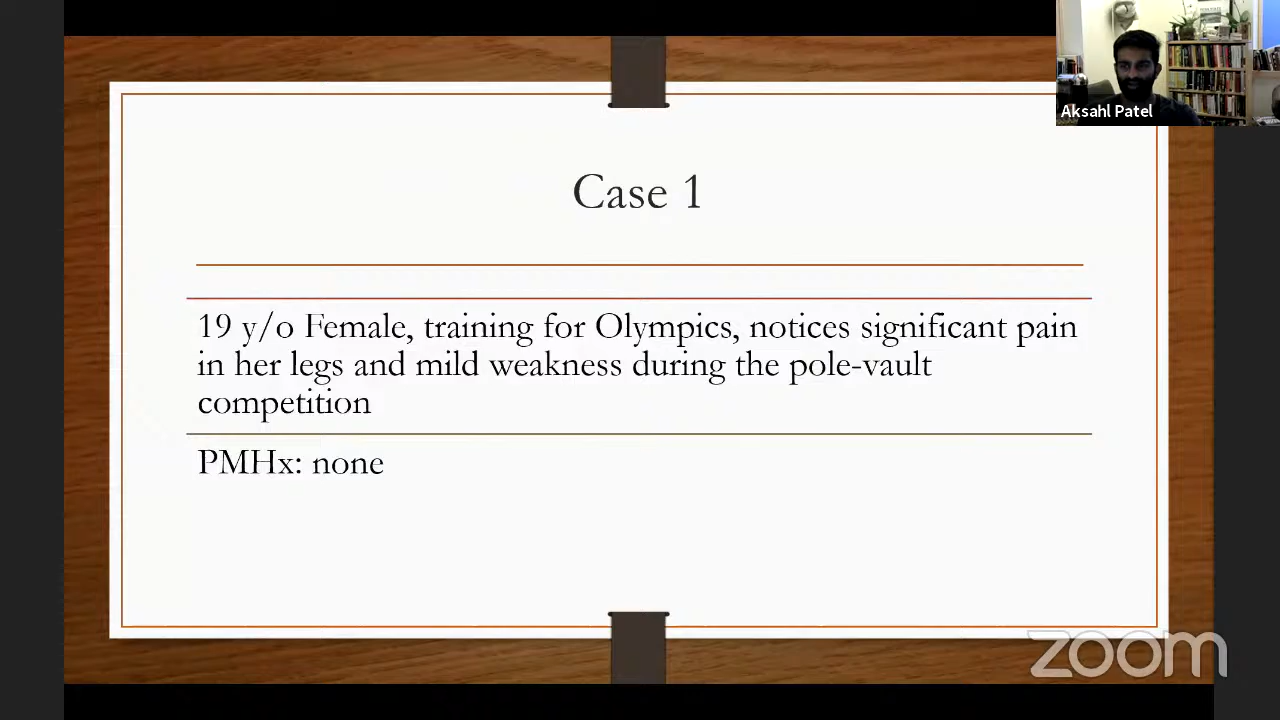 Aksahl Patel
Case 1
19 y/o Female, training for Olympics, notices significant pain
in her legs and mild weakness during the pole-vault
competition
PMHx: none
zoom